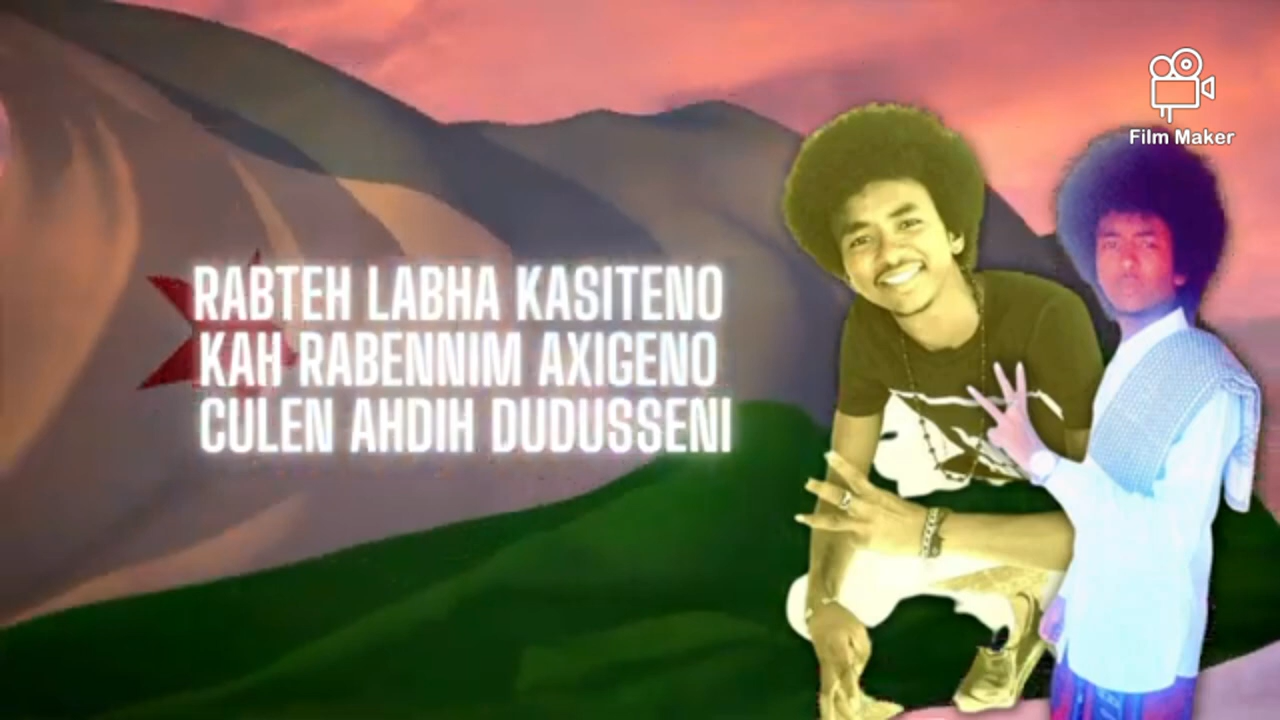 Film Maker
RABTEH LABHA KASITENO
KAH RABENNIM AXIGENO
CULEN AHDIH DUDUSSENI